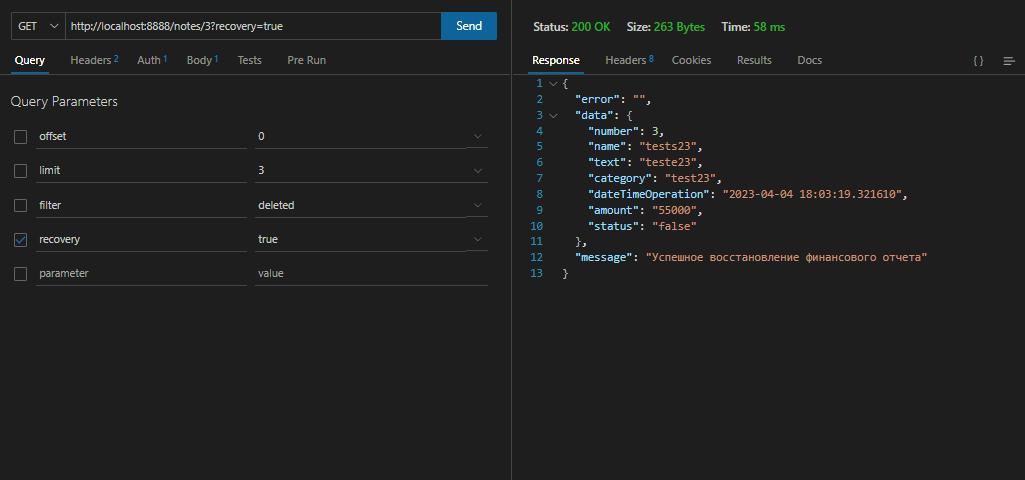 GET http://localhost:8888/notes/3?recovery=true Send
Query Headers 2 Auth 1 Body 1 Tests Pre Run
Query Parameters
offset 0
limit 3
filter deleted
recovery true
parameter value
Status: 200 OK Size: 263 Bytes Time: 58 ms
Response Headers 8 Cookies Results Docs { }
1 {
2 "error": "",
3 "data": {
4 "number": 3,
5 "name": "tests23",
6 "text": "teste23",
7 "category": "test23",
8 "dateTimeOperation": "2023-04-04 18:03:19.321610",
9 "amount": "55000",
10 "status": "false"
11 },
12 "message": "Успешное восстановление финансового отчета"
13 }